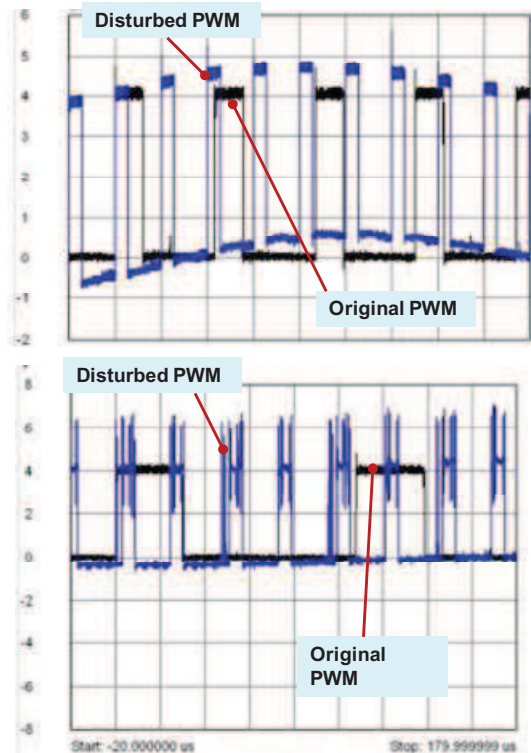 Disturbed PWM
6
5
4
3
2
1
0
-1
-2
Original PWM
8
Disturbed PWM
6
4
2
0
-2
-4
Original
PWM
-6
-8
Start: -20.000000 us
Stop: 179.999999 us